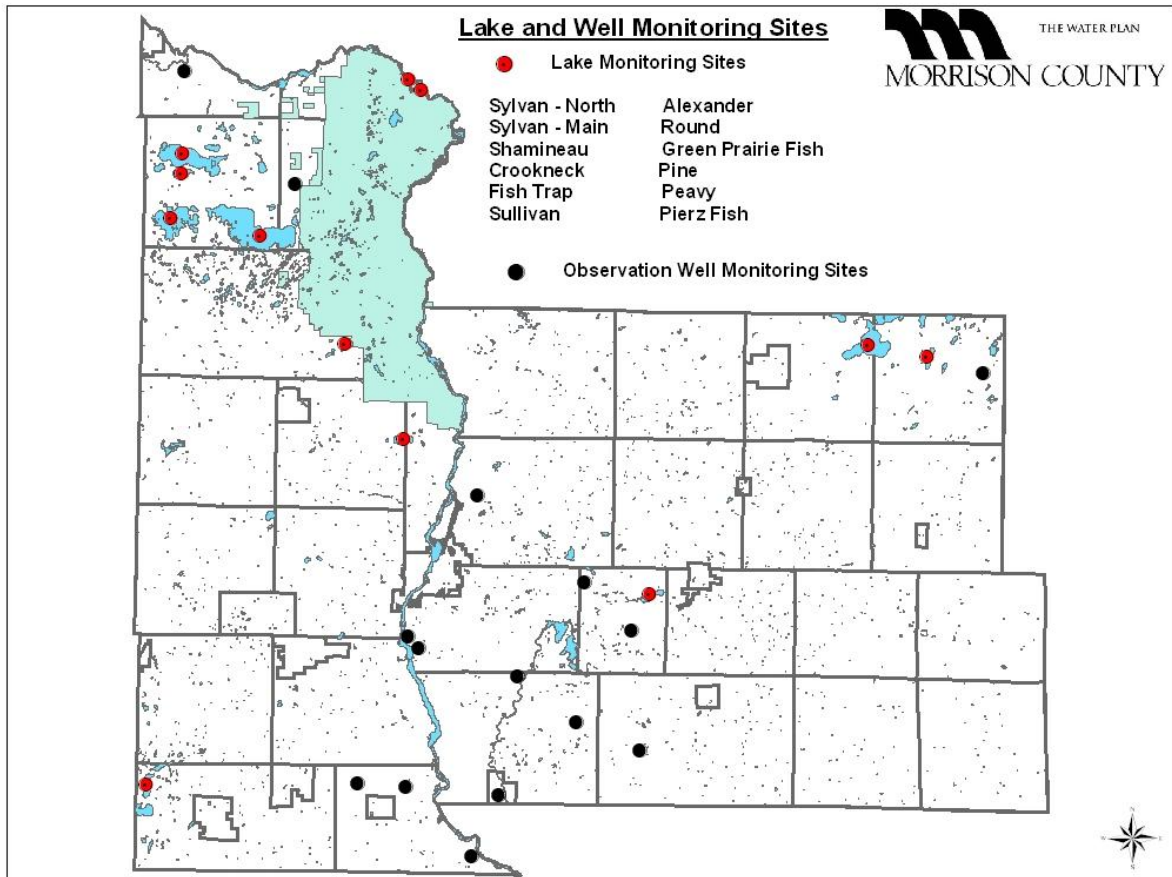 Lake and Well Monitoring Sites
THE WATER PLAN
MORRISON COUNTY
Lake Monitoring Sites
Sylvan - North Alexander
Sylvan - Main Round
Shamineau Green Prairie Fish
Crookneck Pine
Fish Trap Peavy
Sullivan Pierz Fish
Observation Well Monitoring Sites